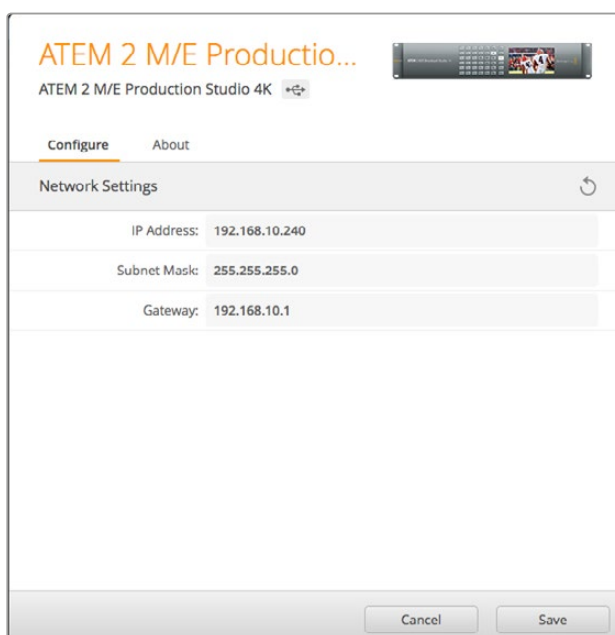 ATEM 2 M/E Productio...
ATEM 2 M/E Production Studio 4K
Configure About
Network Settings
IP Address: 192.168.10.240
Subnet Mask: 255.255.255.0
Gateway: 192.168.10.1
Cancel Save